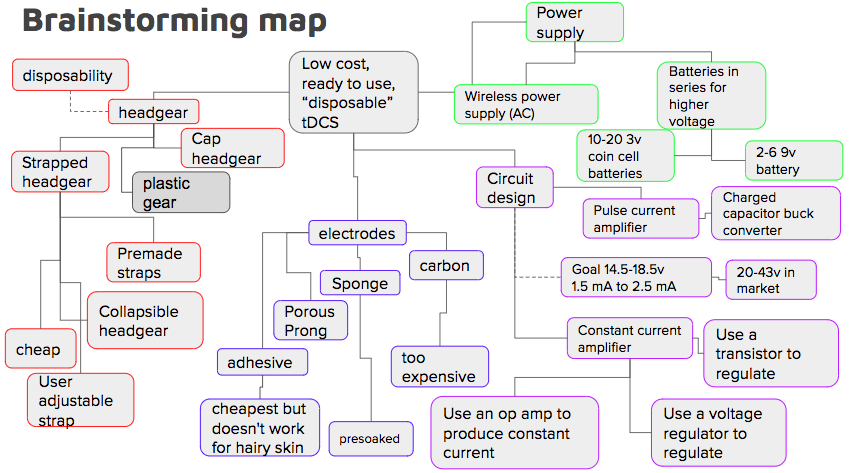 Brainstorming map
Power
supply
disposability
Low cost,
ready to use,
“disposable”
tDCS
Batteries in
series for
higher
voltage
headgear
Wireless power
supply (AC)
Cap
headgear
10-20 3v
coin cell
batteries
2-6 9v
battery
Strapped
headgear
plastic
gear
Circuit
design
Pulse current
amplifier
Charged
capacitor buck
converter
electrodes
Premade
straps
carbon
Sponge
Goal 14.5-18.5v
1.5 mA to 2.5 mA
20-43v in
market
Collapsible
headgear
Porous
Prong
cheap
Constant current
amplifier
Use a
transistor to
regulate
adhesive
too
expensive
User
adjustable
strap
cheapest but
doesn't work
for hairy skin
presoaked
Use an op amp to
produce constant
current
Use a voltage
regulator to
regulate